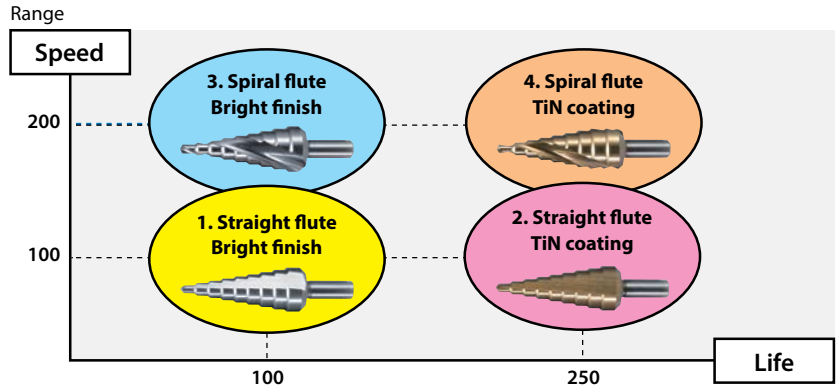 Range
Speed
3. Spiral flute
Bright finish
4. Spiral flute
TiN coating
200
1. Straight flute
Bright finish
2. Straight flute
TiN coating
100
Life
100
250